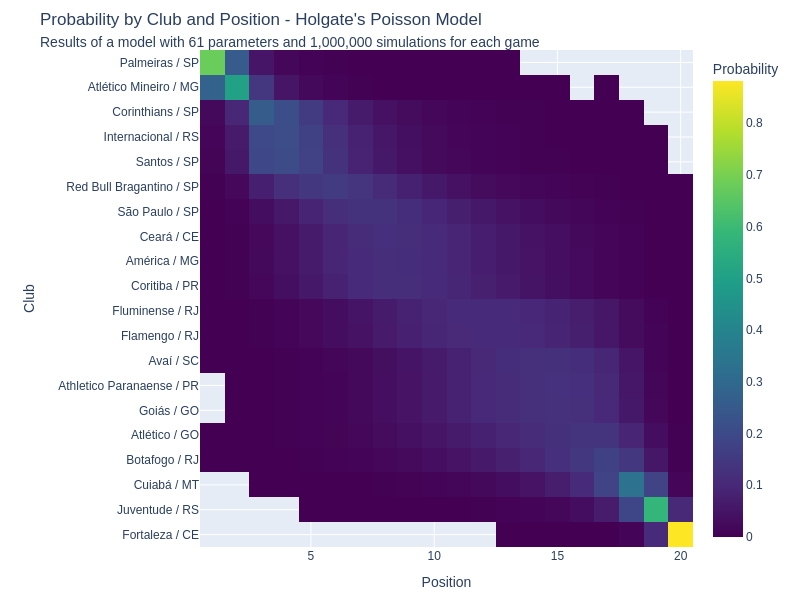 Probability by Club and Position - Holgate's Poisson Model
Results of a model with 61 parameters and 1,000,000 simulations for each game
Probability
Palmeiras / SP
Atlético Mineiro / MG
Corinthians / SP
Internacional / RS
Santos / SP
Red Bull Bragantino / SP
São Paulo / SP
Ceará / CE
América / MG
Coritiba / PR
Fluminense / RJ
Flamengo / RJ
Avaí / SC
Athletico Paranaense / PR
Goiás / GO
Atlético / GO
Botafogo / RJ
Cuiabá / MT
Juventude / RS
Fortaleza / CE
Club
5
10
15
20
Position
0.8
0.7
0.6
0.5
0.4
0.3
0.2
0.1
0